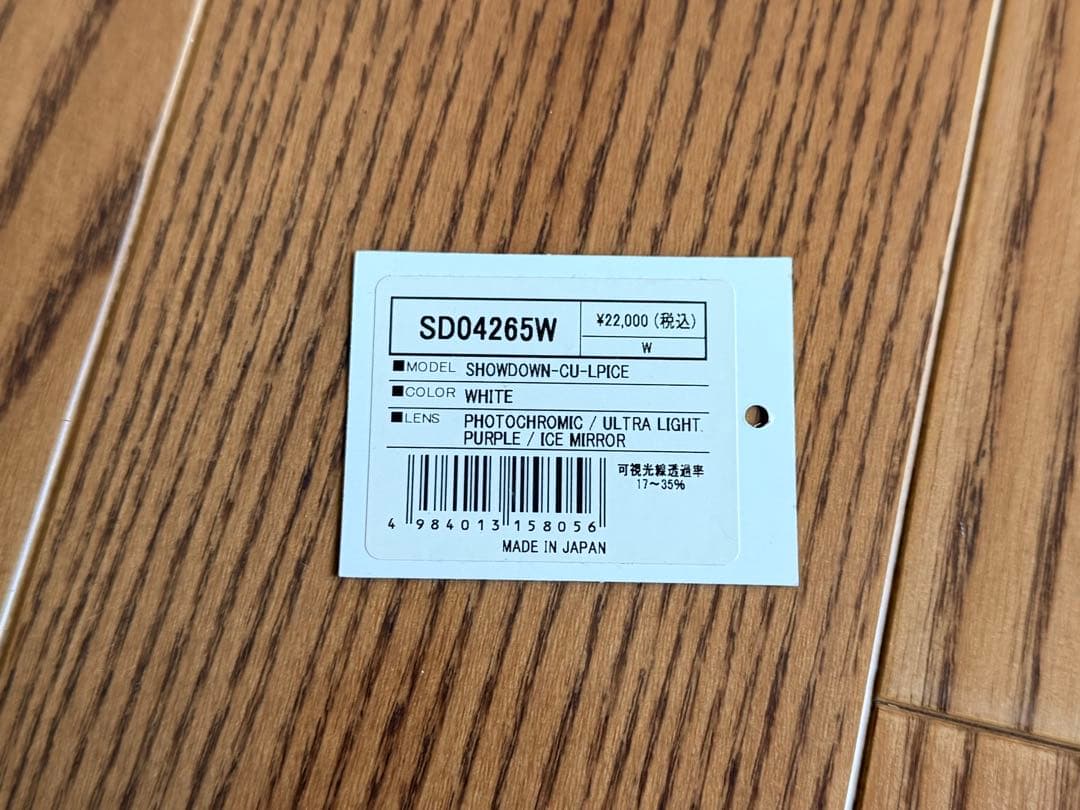 SD04265W ¥22,000(税込)
W
■MODEL SHOWDOWN-CU-LPICE
■COLOR WHITE
■LENS PHOTOCHROMIC / ULTRA LIGHT.
PURPLE / ICE MIRROR
可視光線透過率
17〜35%
4 984013 158056
MADE IN JAPAN